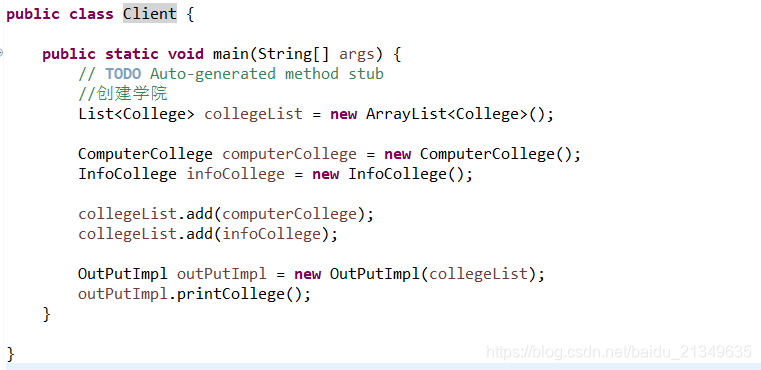 public class Client {
public static void main(String[] args) {
// TODO Auto-generated method stub
//创建学院
List<College> collegeList = new ArrayList<College>();
ComputerCollege computerCollege = new ComputerCollege();
InfoCollege infoCollege = new InfoCollege();
collegeList.add(computerCollege);
collegeList.add(infoCollege);
OutPutImpl outPutImpl = new OutPutImpl(collegeList);
outPutImpl.printCollege();
}
}
https://blog.csdn.net/baidu_21349635